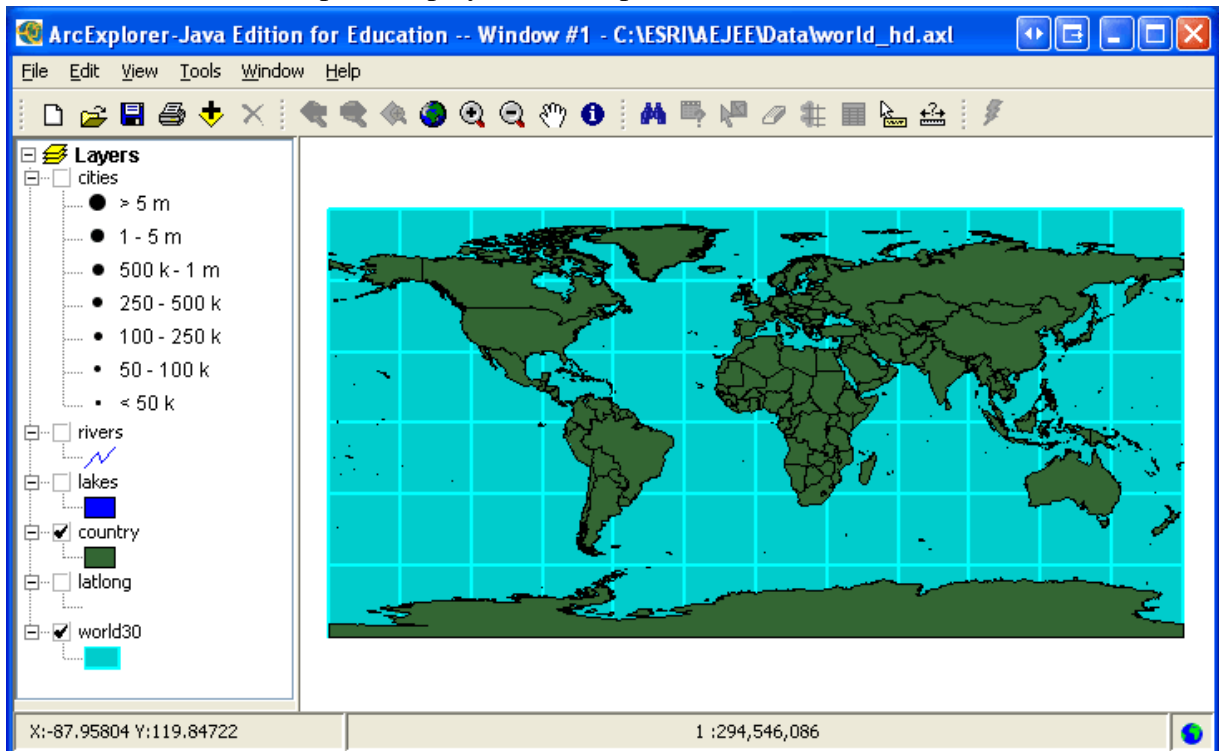 ArcExplorer-Java Edition for Education -- Window #1 - C:\ESRI\AEJEE\Data\world_hd.axl
File Edit View Tools Window Help
Layers
cities
> 5 m
1 - 5 m
500 k - 1 m
250 - 500 k
100 - 250 k
50 - 100 k
< 50 k
rivers
lakes
country
latlong
world30
X:-87.95804 Y:119.84722
1 :294,546,086